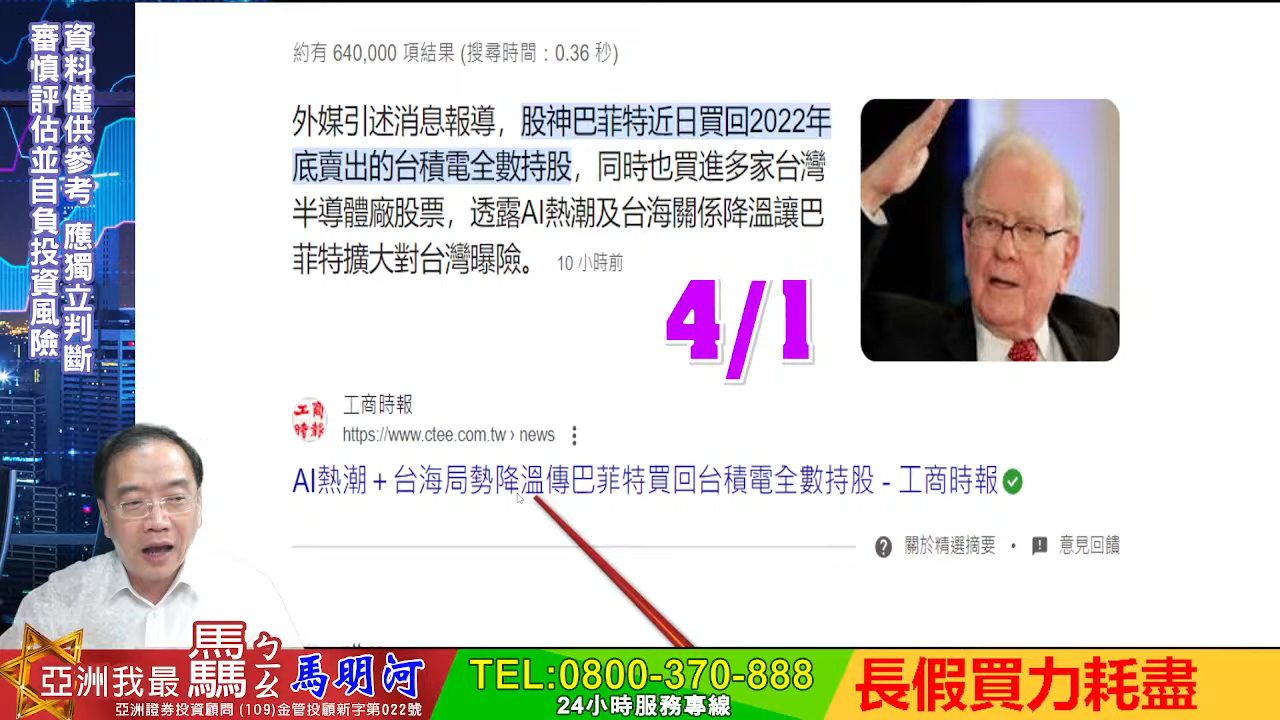 資料僅供參考 應獨立判斷
審慎評估並自負投資風險
約有 640,000 項結果 (搜尋時間：0.36 秒)
外媒引述消息報導，股神巴菲特近日買回2022年
底賣出的台積電全數持股，同時也買進多家台灣
半導體廠股票，透露AI熱潮及台海關係降溫讓巴
菲特擴大對台灣曝險。 10 小時前
4/1
工商時報
工商時報
https://www.ctee.com.tw › news
AI熱潮＋台海局勢降溫傳巴菲特買回台積電全數持股 - 工商時報
關於精選摘要 • 意見回饋
亞洲我最驫ㄅㄧㄠ馬明河
亞洲證券投資顧問 (109)金管投顧新字第022號
TEL:0800-370-888
24小時服務專線
長假買力耗盡